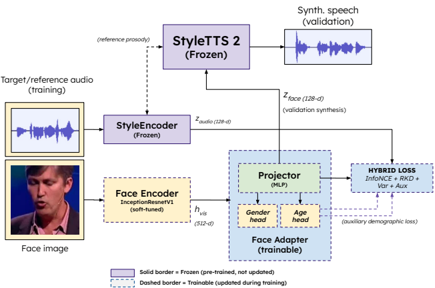 Synth. speech
(validation)
(reference prosody)
StyleTTS 2
(Frozen)
Target/reference audio
(training)
StyleEncoder
(Frozen)
z audio (128-d)
z face (128-d)
(validation synthesis)
Face Encoder
InceptionResnetV1
(soft-tuned)
h vis
(512-d)
Projector
(MLP)
Gender
head
Age
head
Face Adapter
(trainable)
HYBRID LOSS
InfoNCE + RKD +
Var + Aux
(auxiliary demographic loss)
Face image
Solid border = Frozen (pre-trained, not updated)
Dashed border = Trainable (updated during training)